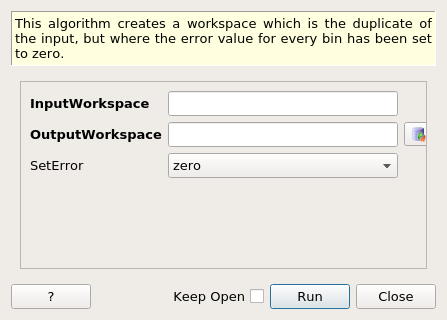 This algorithm creates a workspace which is the duplicate of
the input, but where the error value for every bin has been set
to zero.
InputWorkspace
OutputWorkspace
SetError zero
? Keep Open Run Close